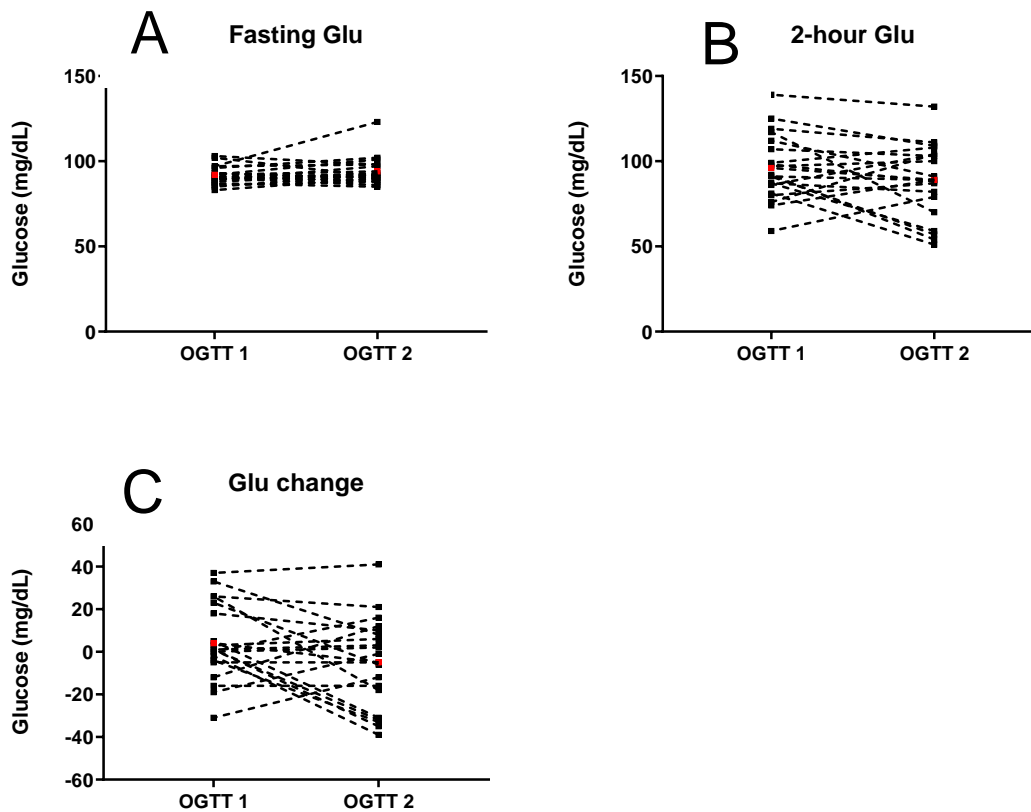 A
Fasting Glu
150
100
50
0
Glucose (mg/dL)
OGTT 1
OGTT 2
B
2-hour Glu
150
100
50
0
Glucose (mg/dL)
OGTT 1
OGTT 2
C
Glu change
60
40
20
0
-20
-40
-60
Glucose (mg/dL)
OGTT 1
OGTT 2